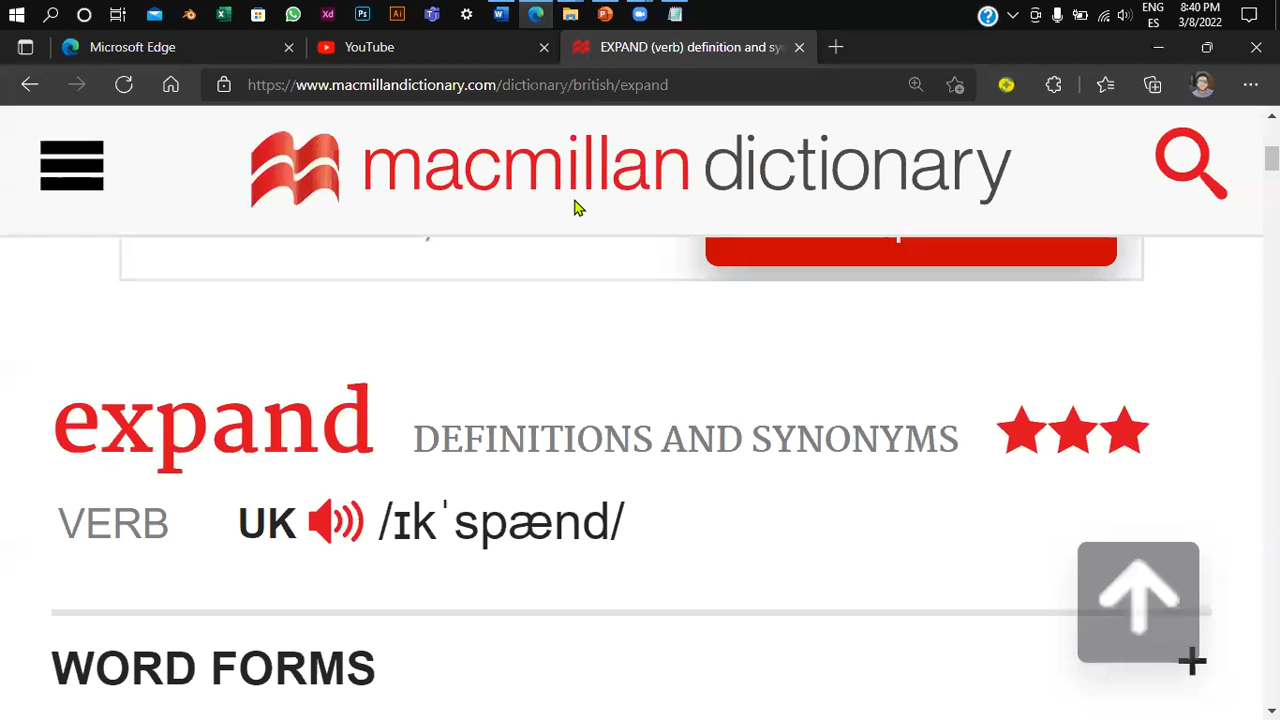 ENG
ES
8:40 PM
3/8/2022
Microsoft Edge
YouTube
EXPAND (verb) definition and sy
https://www.macmillandictionary.com/dictionary/british/expand
macmillan dictionary
expand DEFINITIONS AND SYNONYMS
VERB UK /ɪkˈspænd/
WORD FORMS